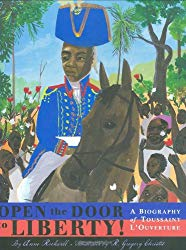 OPEN the DOOR
TO LIBERTY!
A BIOGRAPHY
of TOUSSAINT
L'OUVERTURE
By Anne Rockwell
R. Gregory Christie